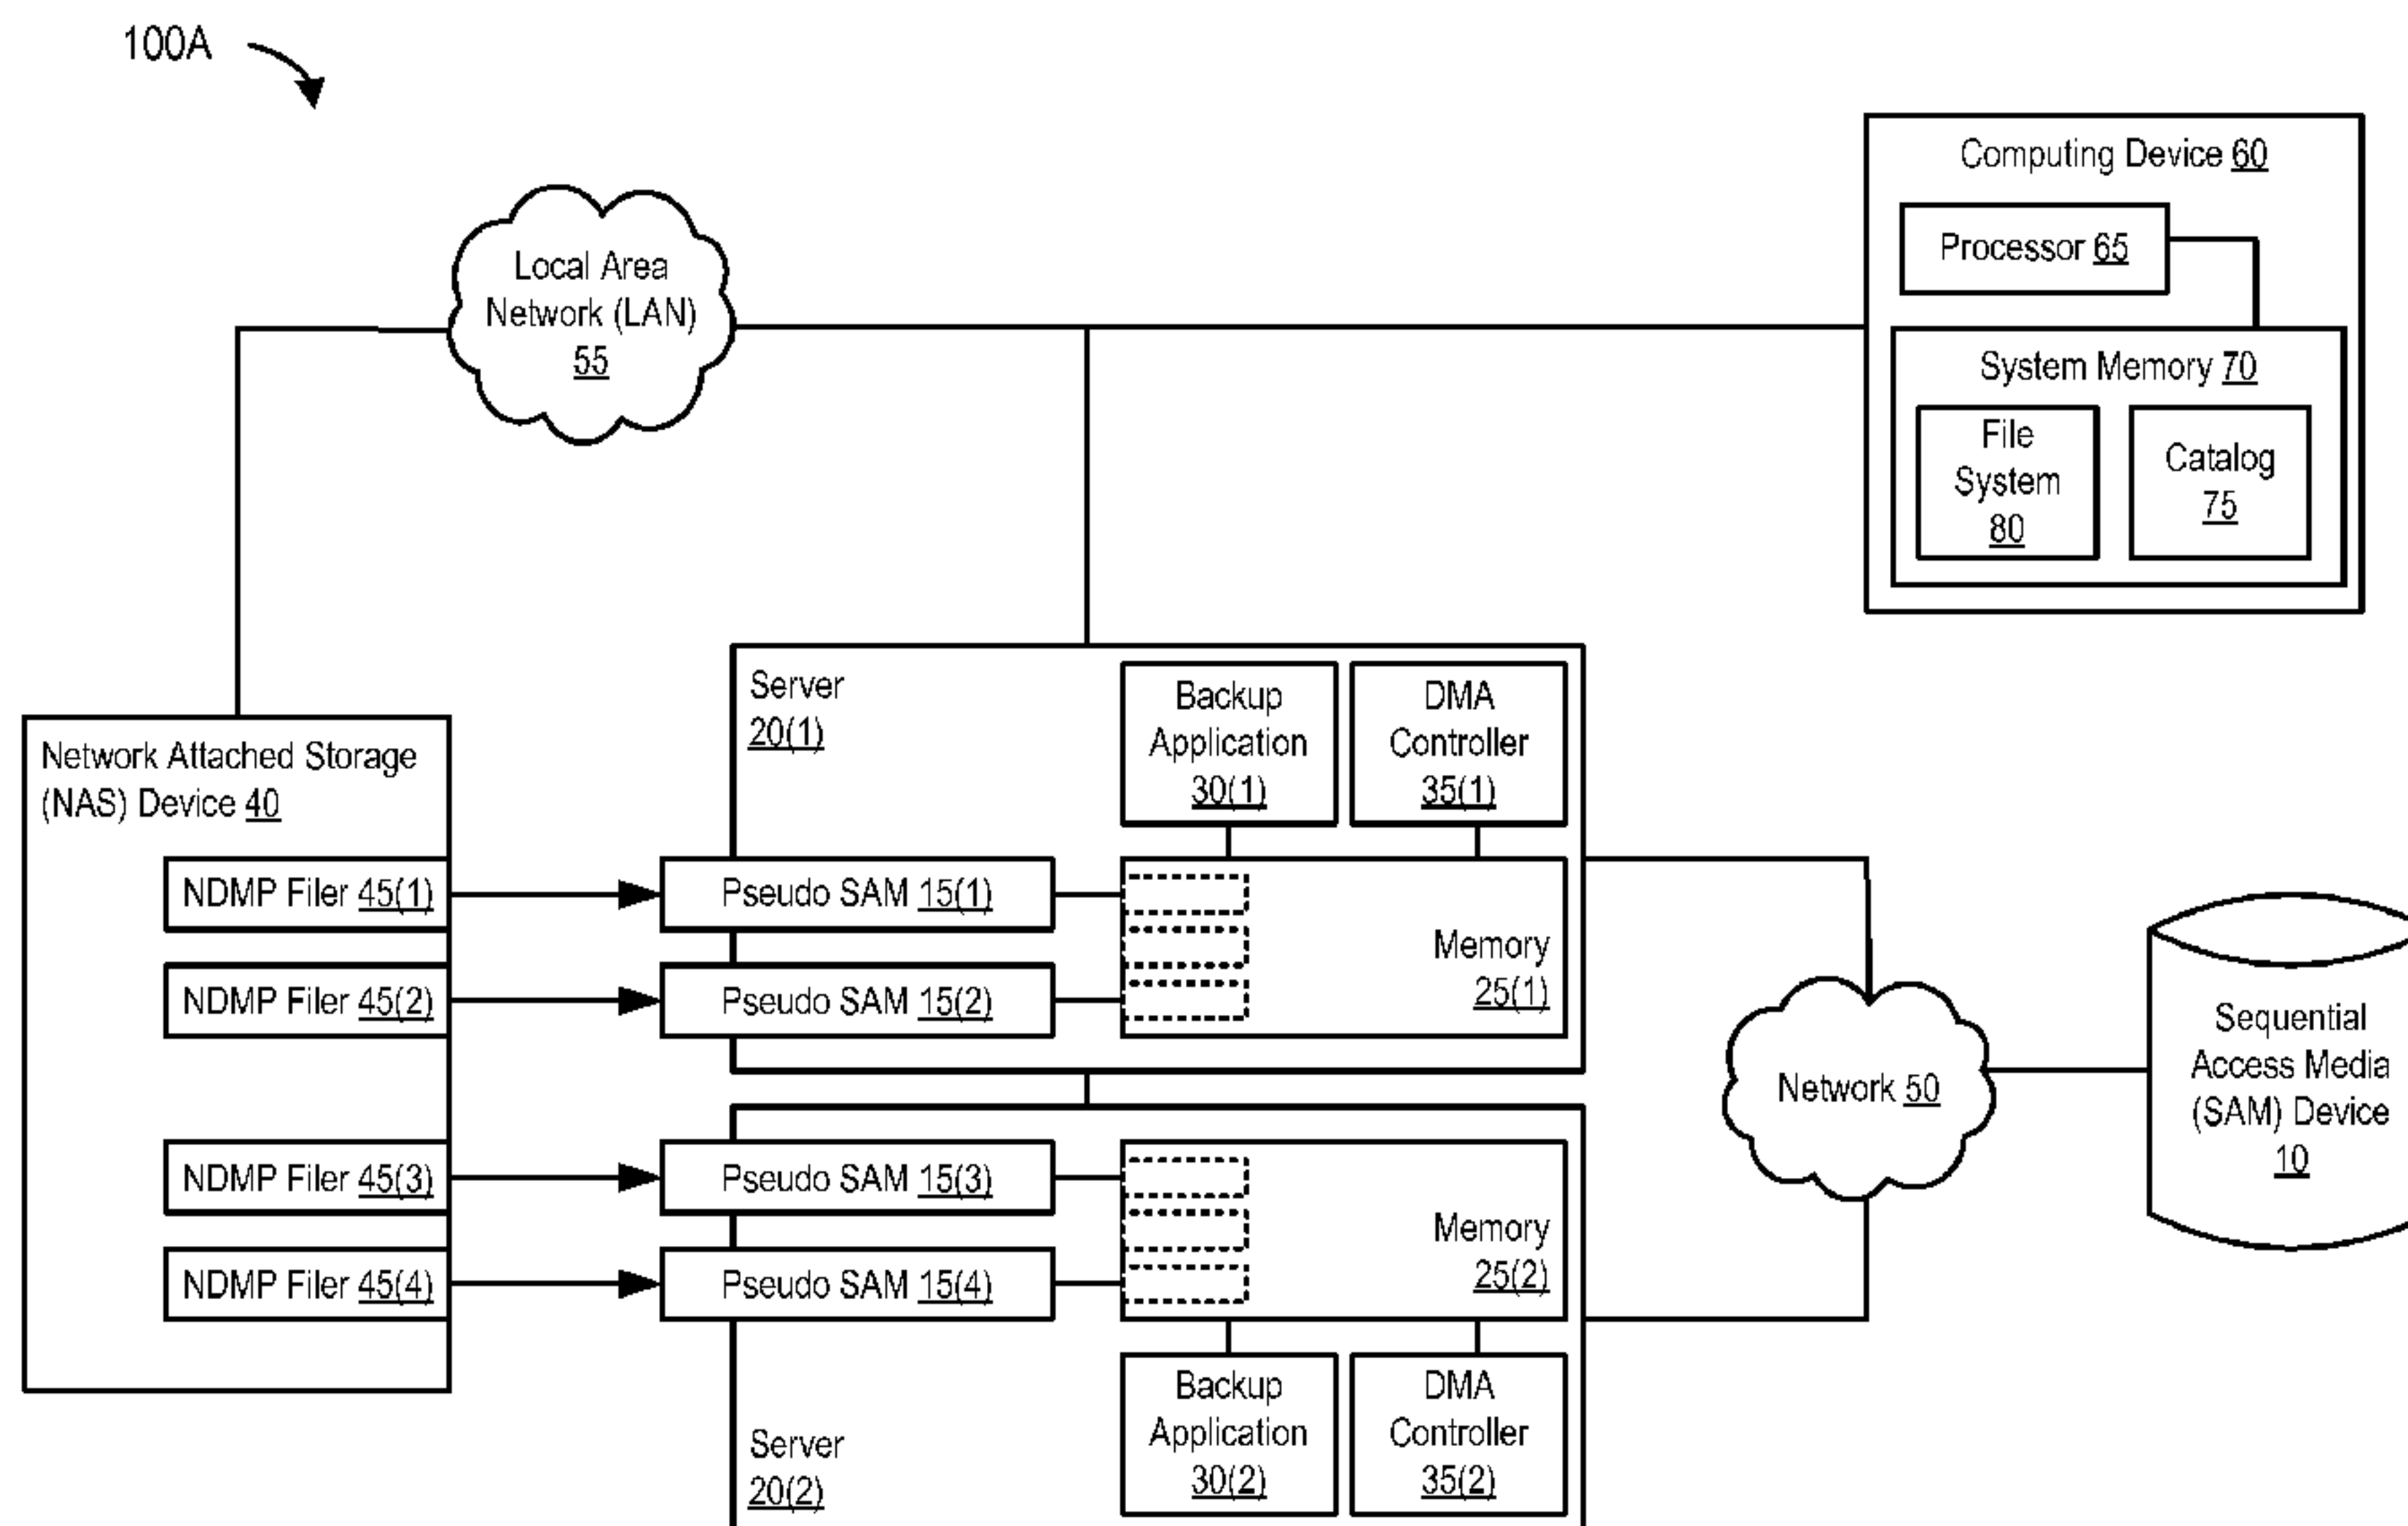 100A
Computing Device 60
Processor 65
System Memory 70
File
System
80
Catalog
75
Local Area
Network (LAN)
55
Network Attached Storage
(NAS) Device 40
NDMP Filer 45(1)
NDMP Filer 45(2)
NDMP Filer 45(3)
NDMP Filer 45(4)
Server
20(1)
Backup
Application
30(1)
DMA
Controller
35(1)
Pseudo SAM 15(1)
Pseudo SAM 15(2)
Memory
25(1)
Pseudo SAM 15(3)
Pseudo SAM 15(4)
Memory
25(2)
Server
20(2)
Backup
Application
30(2)
DMA
Controller
35(2)
Network 50
Sequential
Access Media
(SAM) Device
10